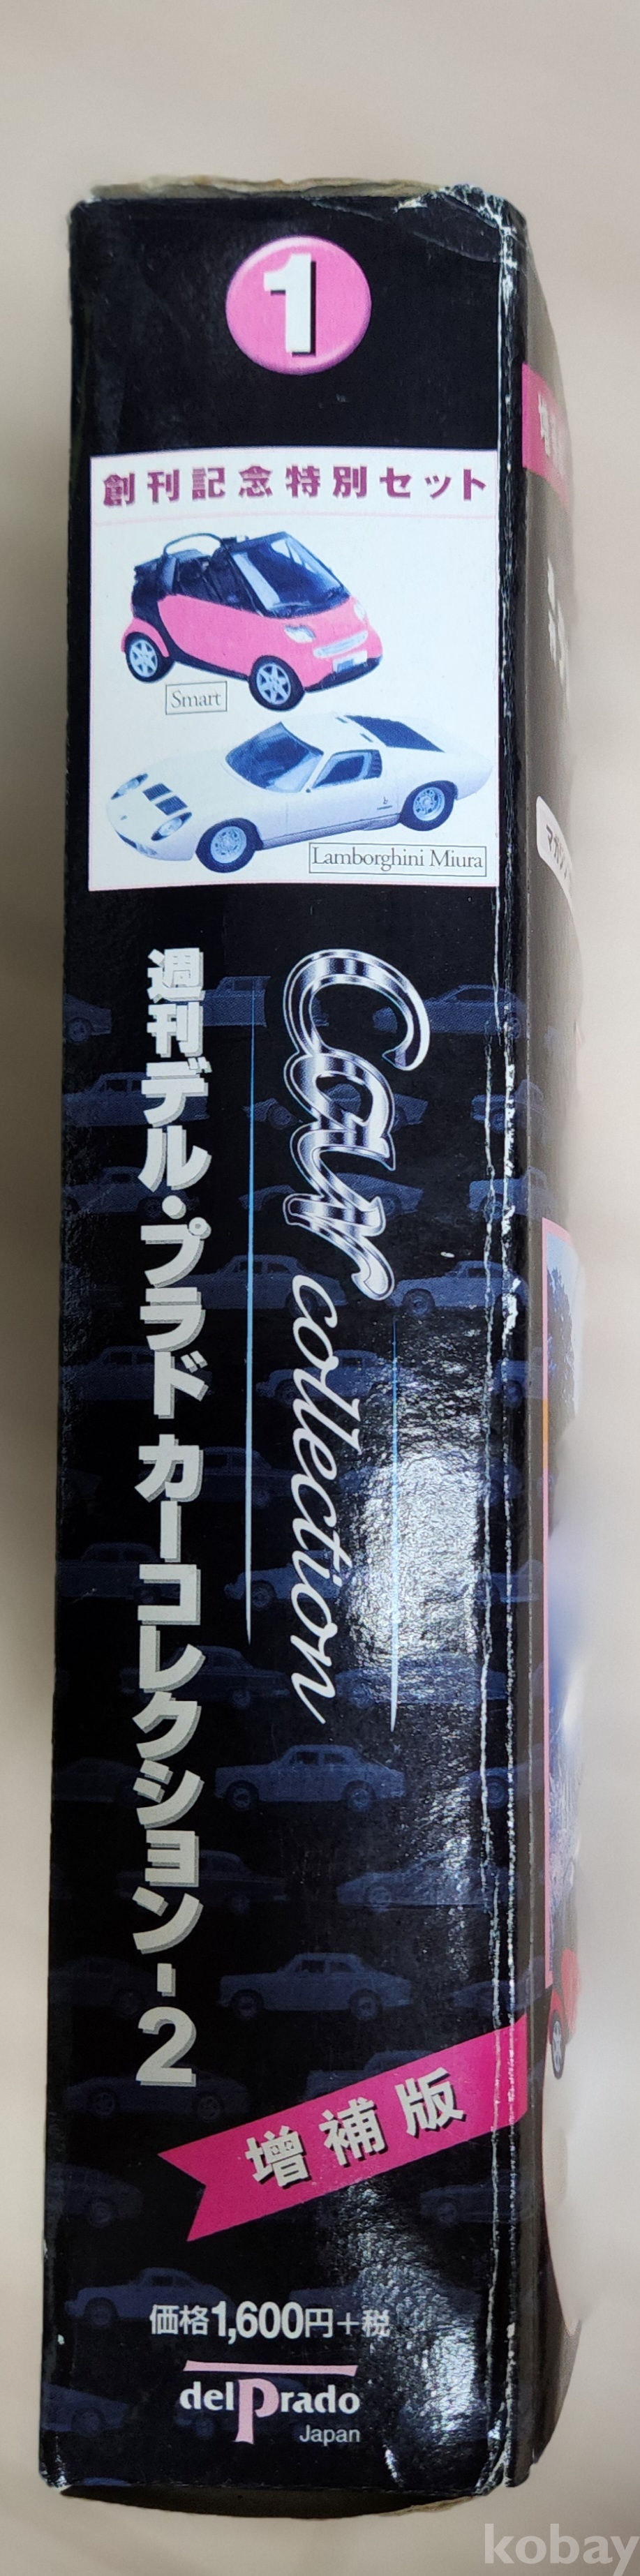 1
創刊記念特別セット
Smart
Lamborghini Miura
Car collection
週刊デル・プラド カーコレクション-2
増補版
価格1,600円+税
delPrado
Japan
kobay